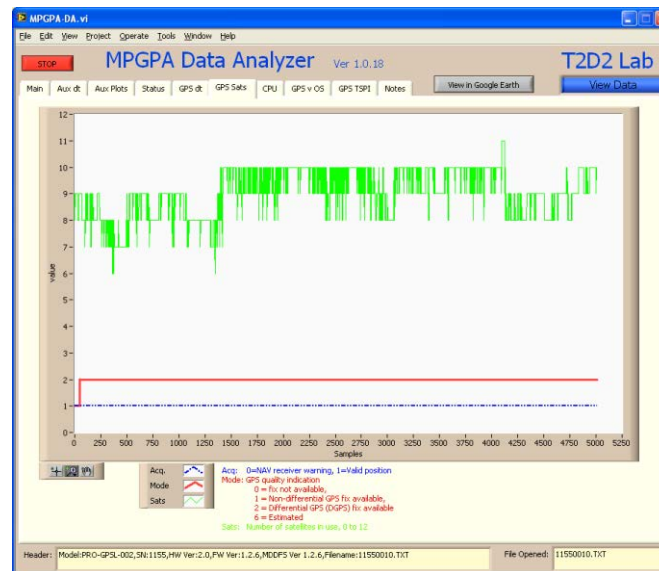 MPGPA-DA.vi
File Edit View Project Operate Tools Window Help
STOP MPGPA Data Analyzer Ver 1.0.18 T2D2 Lab
Main Aux dt Aux Plots Status GPS dt GPS Sats CPU GPS v OS GPS TSPI Notes View in Google Earth View Data
12
11
10
9
8
7
6
5
4
3
2
1
0
value
0 250 500 750 1000 1250 1500 1750 2000 2250 2500 2750 3000 3250 3500 3750 4000 4250 4500 4750 5000 5250
Samples
Acq. Acq: 0=NAV receiver warning, 1=Valid position
Mode Mode: GPS quality indication
0 = fix not available,
1 = Non-differential GPS fix available,
2 = Differential GPS (DGPS) fix available
6 = Estimated
Sats Sats: Number of satellites in use, 0 to 12
Header: Model:PRO-GPSL-002,SN:1155,HW Ver:2.0,FW Ver:1.2.6,MDDFS Ver 1.2.6,Filename:11550010.TXT File Opened: 11550010.TXT